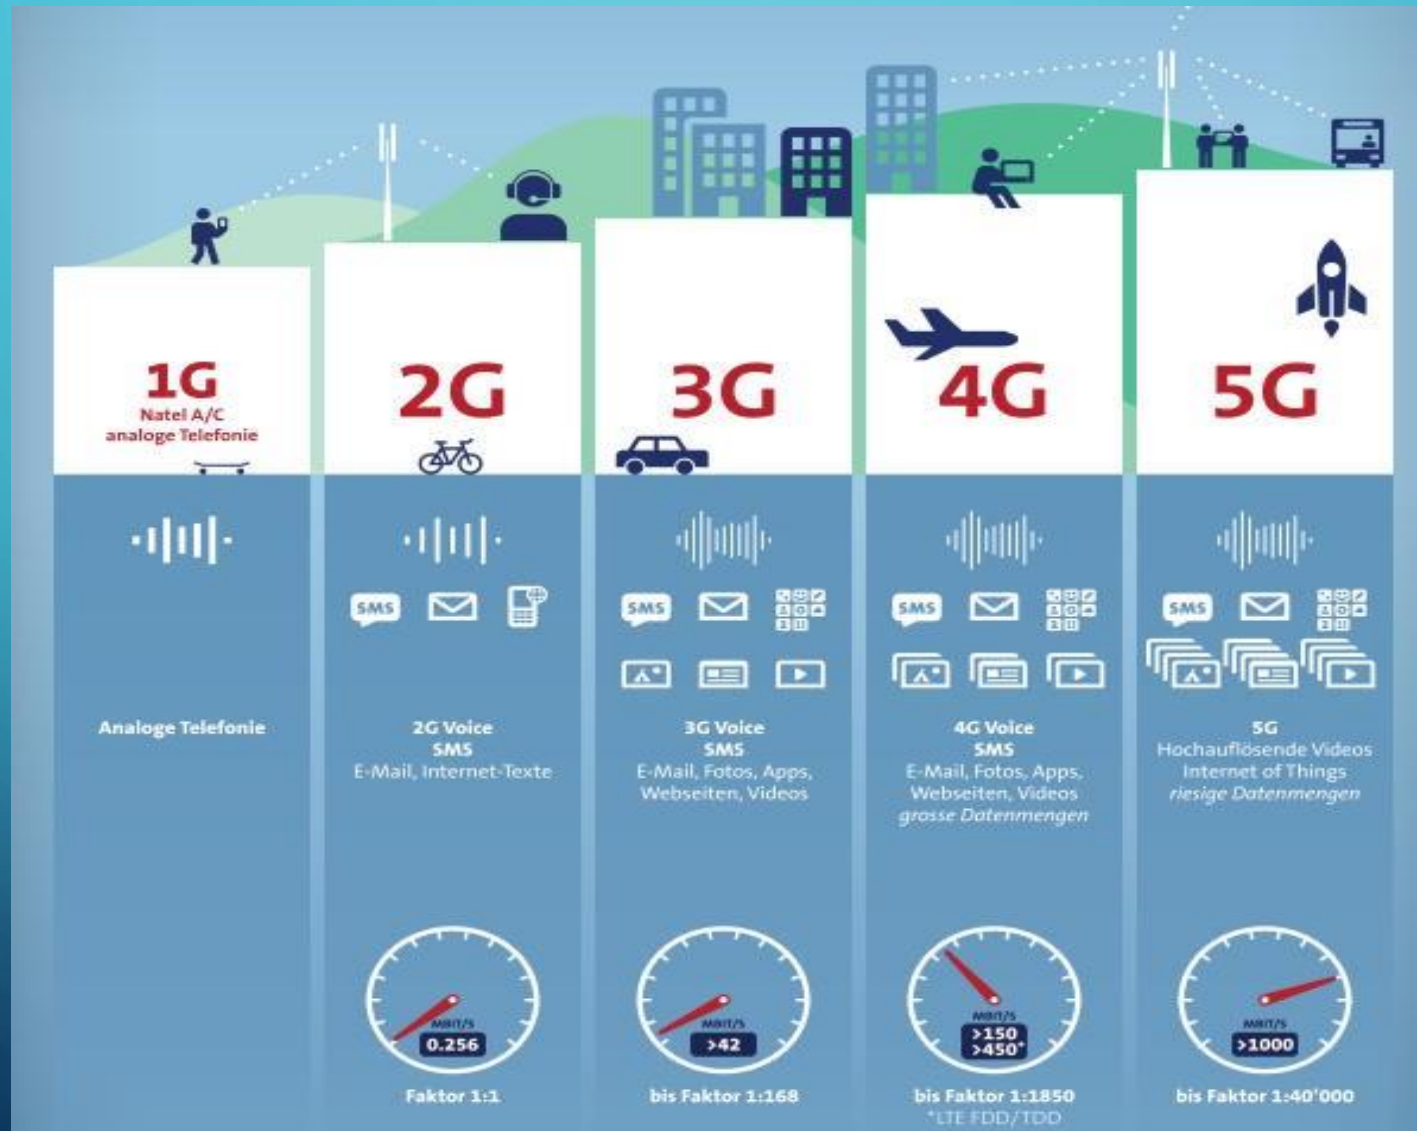 1G
Natel A/C
analoge Telefonie
2G
3G
4G
5G
Analoge Telefonie
SMS
2G Voice
SMS
E-Mail, Internet-Texte
SMS
3G Voice
SMS
E-Mail, Fotos, Apps,
Webseiten, Videos
SMS
4G Voice
SMS
E-Mail, Fotos, Apps,
Webseiten, Videos
grosse Datenmengen
SMS
5G
Hochauflösende Videos
Internet of Things
riesige Datenmengen
MBIT/S
0.256
Faktor 1:1
MBIT/S
>42
bis Faktor 1:168
MBIT/S
>150
>450*
bis Faktor 1:1850
*LTE FDD/TDD
MBIT/S
>1000
bis Faktor 1:40'000